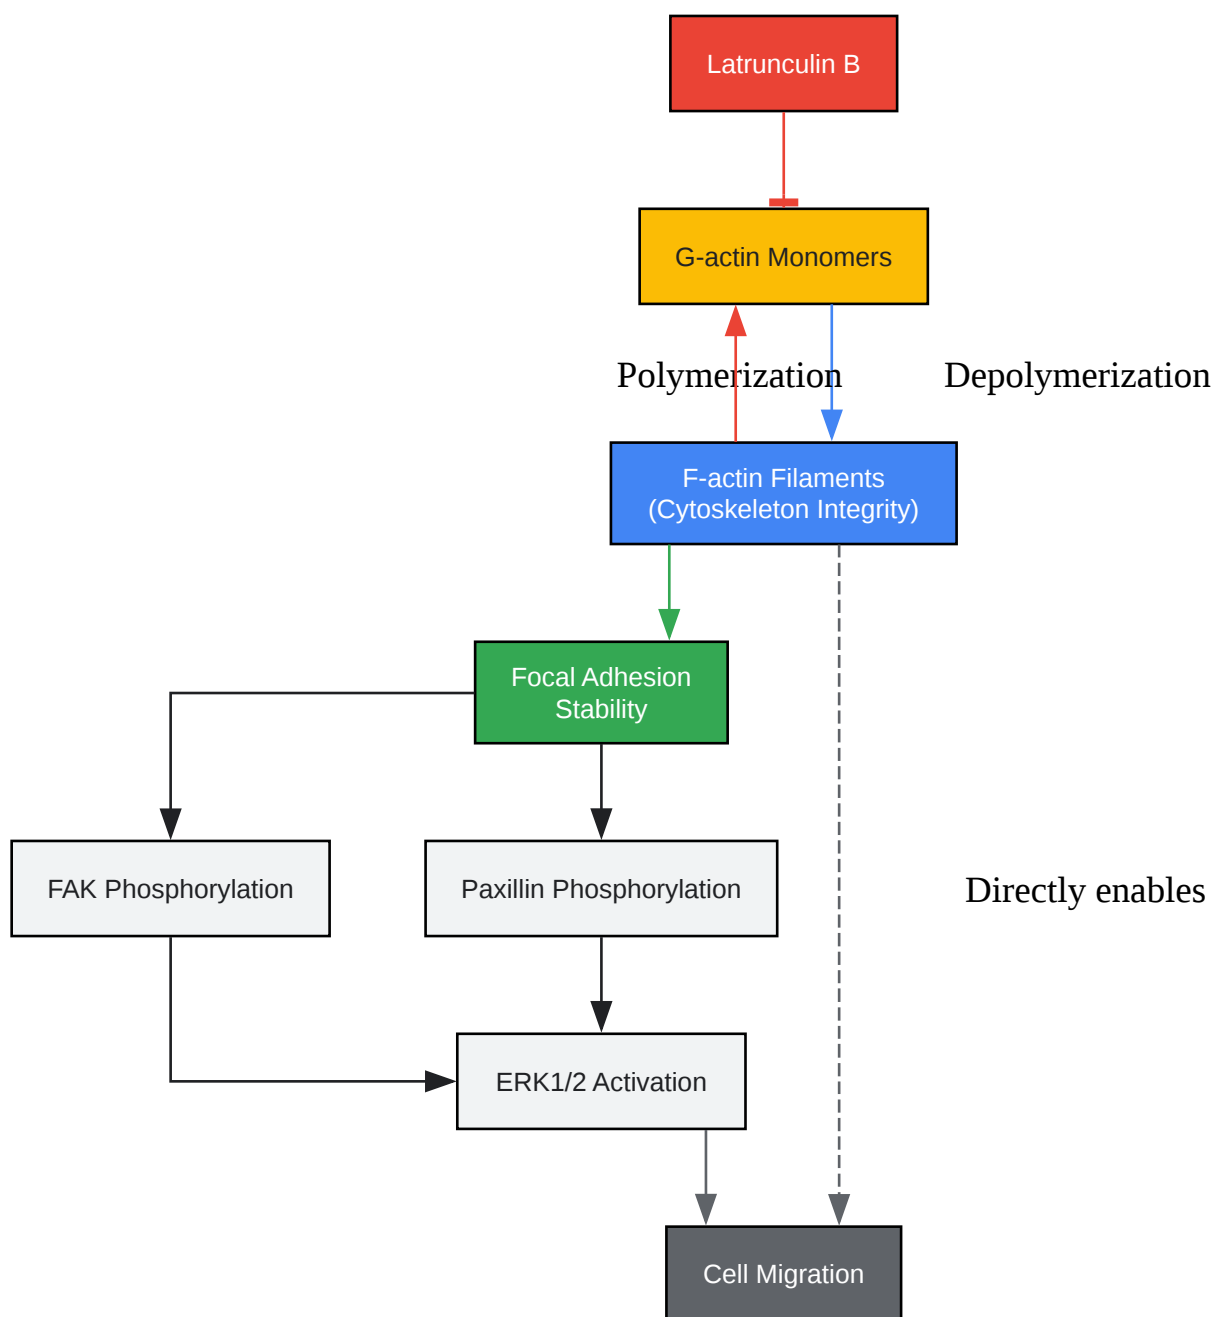 Latrunculin B
G-actin Monomers
Polymerization
Depolymerization
F-actin Filaments
(Cytoskeleton Integrity)
Focal Adhesion
Stability
FAK Phosphorylation
Paxillin Phosphorylation
Directly enables
ERK1/2 Activation
Cell Migration